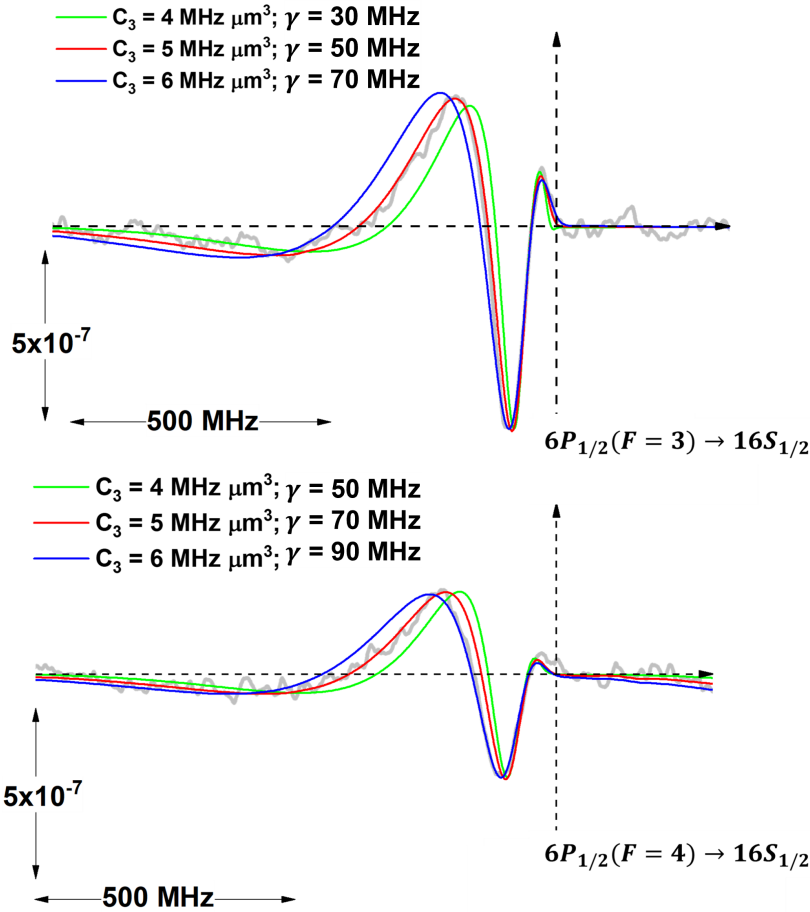 C₃ = 4 MHz μm³; γ = 30 MHz
C₃ = 5 MHz μm³; γ = 50 MHz
C₃ = 6 MHz μm³; γ = 70 MHz
5x10⁻⁷
500 MHz
6P₁/₂(F = 3) → 16S₁/₂
C₃ = 4 MHz μm³; γ = 50 MHz
C₃ = 5 MHz μm³; γ = 70 MHz
C₃ = 6 MHz μm³; γ = 90 MHz
5x10⁻⁷
6P₁/₂(F = 4) → 16S₁/₂
500 MHz